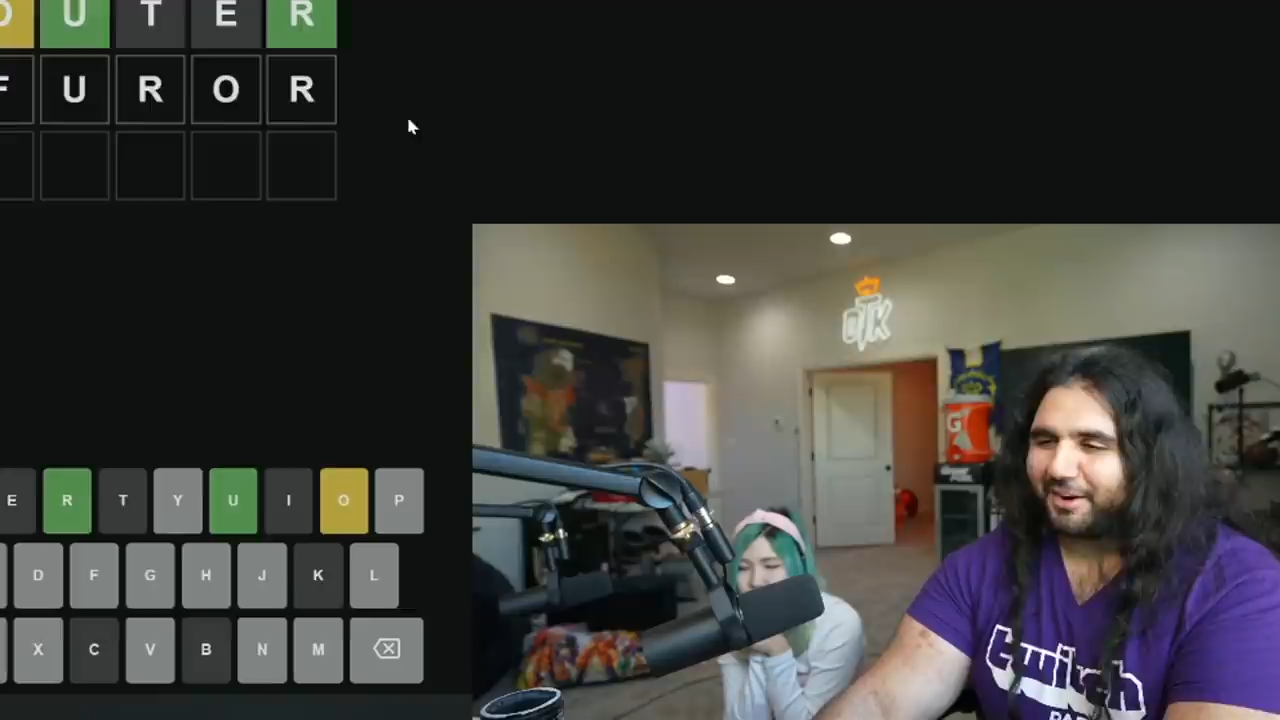 O U T E R
F U R O R
OTK
E R T Y U I O P
G
D F G H J K L
X C V B N M
Twitch